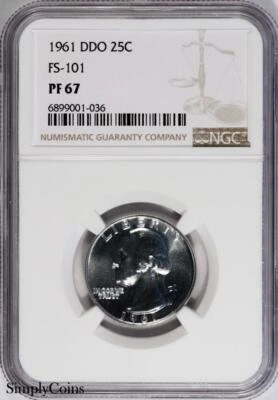 1961 DDO 25C
FS-101
PF 67
6899001-036
NUMISMATIC GUARANTY COMPANY
NGC
LIBERTY
IN GOD WE
TRUST
1961
SimplyCoins